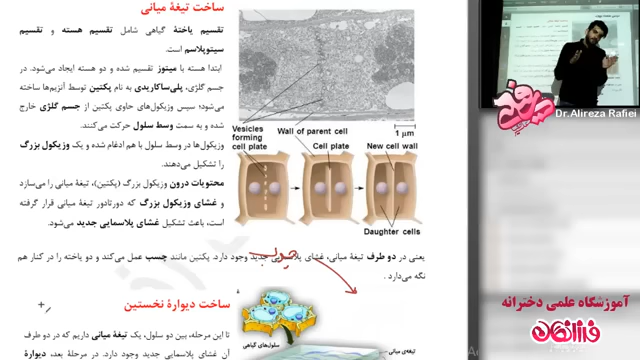 ساخت تیغهٔ میانی
تقسیم یاختهٔ گیاهی شامل تقسیم هسته و تقسیم
سیتوپلاسم است.
ابتدا هسته با میتوز تقسیم شده و دو هسته ایجاد می‌شود. در
جسم گلژی، پلی‌ساکاریدی به نام پکتین توسط آنزیم‌ها ساخته
می‌شود؛ سپس وزیکول‌های حاوی پکتین از جسم گلژی خارج
شده و به سمت وسط سلول حرکت می‌کنند.
وزیکول‌ها در وسط سلول با هم ادغام شده و یک وزیکول بزرگ
را تشکیل می‌دهند.
محتویات درون وزیکول بزرگ (پکتین)، تیغهٔ میانی را می‌سازد
و غشای وزیکول بزرگ که دورتادور تیغهٔ میانی قرار گرفته
است، باعث تشکیل غشای پلاسمایی جدید می‌شود.
Vesicles
forming
cell plate
Wall of parent cell
1 μm
Cell plate
New cell wall
Daughter cells
یعنی در دو طرف تیغهٔ میانی، غشای پلاسمایی جدید وجود دارد. پکتین مانند چسب عمل می‌کند و دو یاخته را در کنار هم
نگه می‌دارد.
ساخت دیوارهٔ نخستین
تا این مرحله، بین دو سلول، یک تیغهٔ میانی داریم که در دو طرف
آن غشای پلاسمایی جدید وجود دارد. در مرحلهٔ بعد، دیوارهٔ
سلول‌های گیاهی
تیغه‌ی میانی
Dr.Alireza Rafiei
آموزشگاه علمی دخترانه
فرزانگان